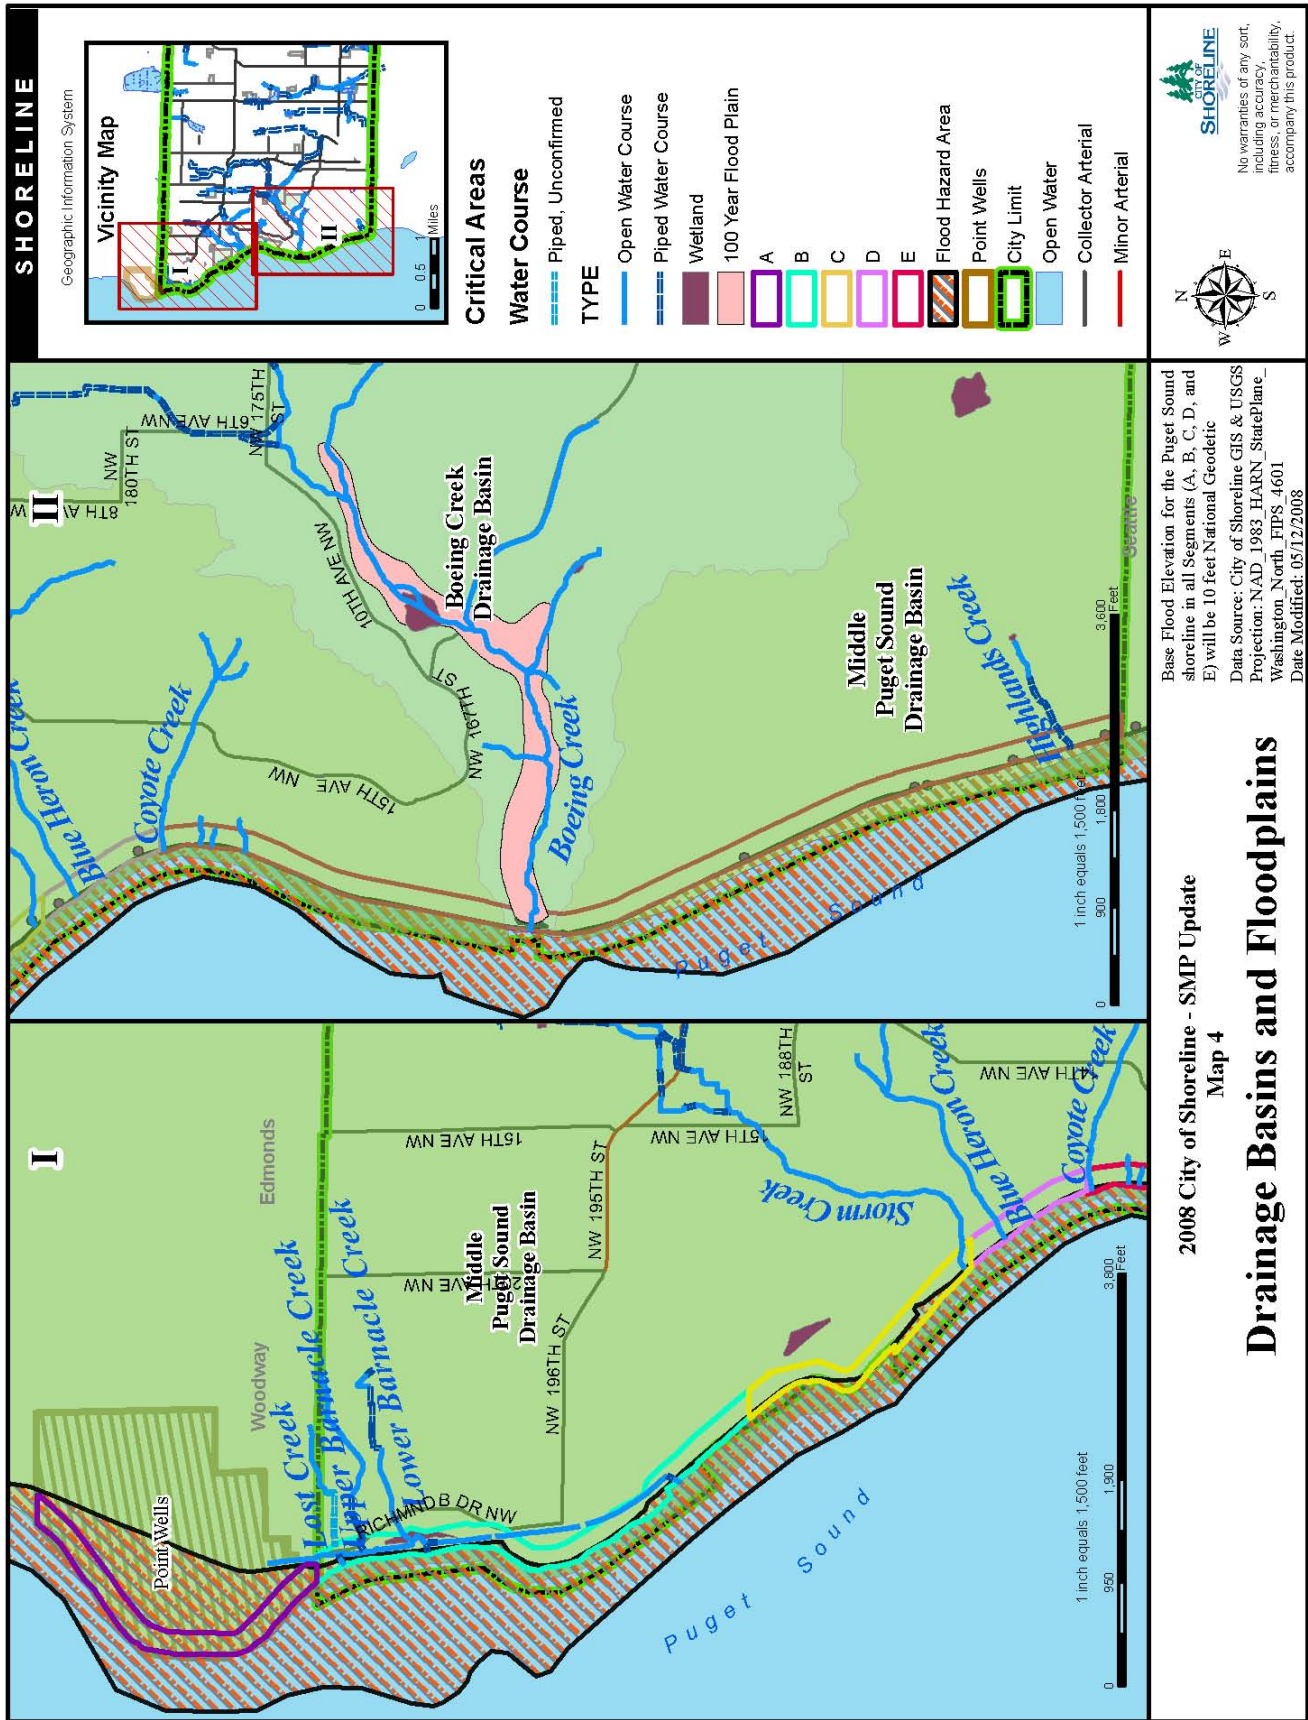 SHORELINE
Geographic Information System
Vicinity Map
I
II
0 0.5 1
Miles
Critical Areas
Water Course
Piped, Unconfirmed
TYPE
Open Water Course
Piped Water Course
Wetland
100 Year Flood Plain
A
B
C
D
E
Flood Hazard Area
Point Wells
City Limit
Open Water
Collector Arterial
Minor Arterial
N
W E
S
CITY OF
SHORELINE
No warranties of any sort,
including accuracy,
fitness, or merchantability,
accompany this product.
I
Woodway
Edmonds
Point Wells
Lost Creek
Upper Barnacle Creek
Lower Barnacle Creek
RICHMND B DR NW
20TH AVE NW
15TH AVE NW
Middle
Puget Sound
Drainage Basin
NW 196TH ST
NW 195TH ST
15TH AVE NW
NW 188TH
ST
Storm Creek
Blue Heron Creek
14TH AVE NW
Coyote Creek
Puget Sound
1 inch equals 1,500 feet
0 950 1,900 3,800
Feet
II
8TH AV
W
NW
180TH ST
6TH AVE NW
NW 175TH
ST
Blue Heron Creek
Coyote Creek
15TH AVE NW
NW
10TH AVE NW
NW 167TH ST
Boeing Creek
Drainage Basin
Boeing Creek
Middle
Puget Sound
Drainage Basin
Highlands Creek
Seattle
Puget Sound
1 inch equals 1,500 feet
0 900 1,800 3,600
Feet
2008 City of Shoreline - SMP Update
Map 4
Drainage Basins and Floodplains
Base Flood Elevation for the Puget Sound
shoreline in all Segments (A, B, C, D, and
E) will be 10 feet National Geodetic
Data Source: City of Shoreline GIS & USGS
Projection: NAD_1983_HARN_StatePlane_
Washington_North_FIPS_4601
Date Modified: 05/12/2008